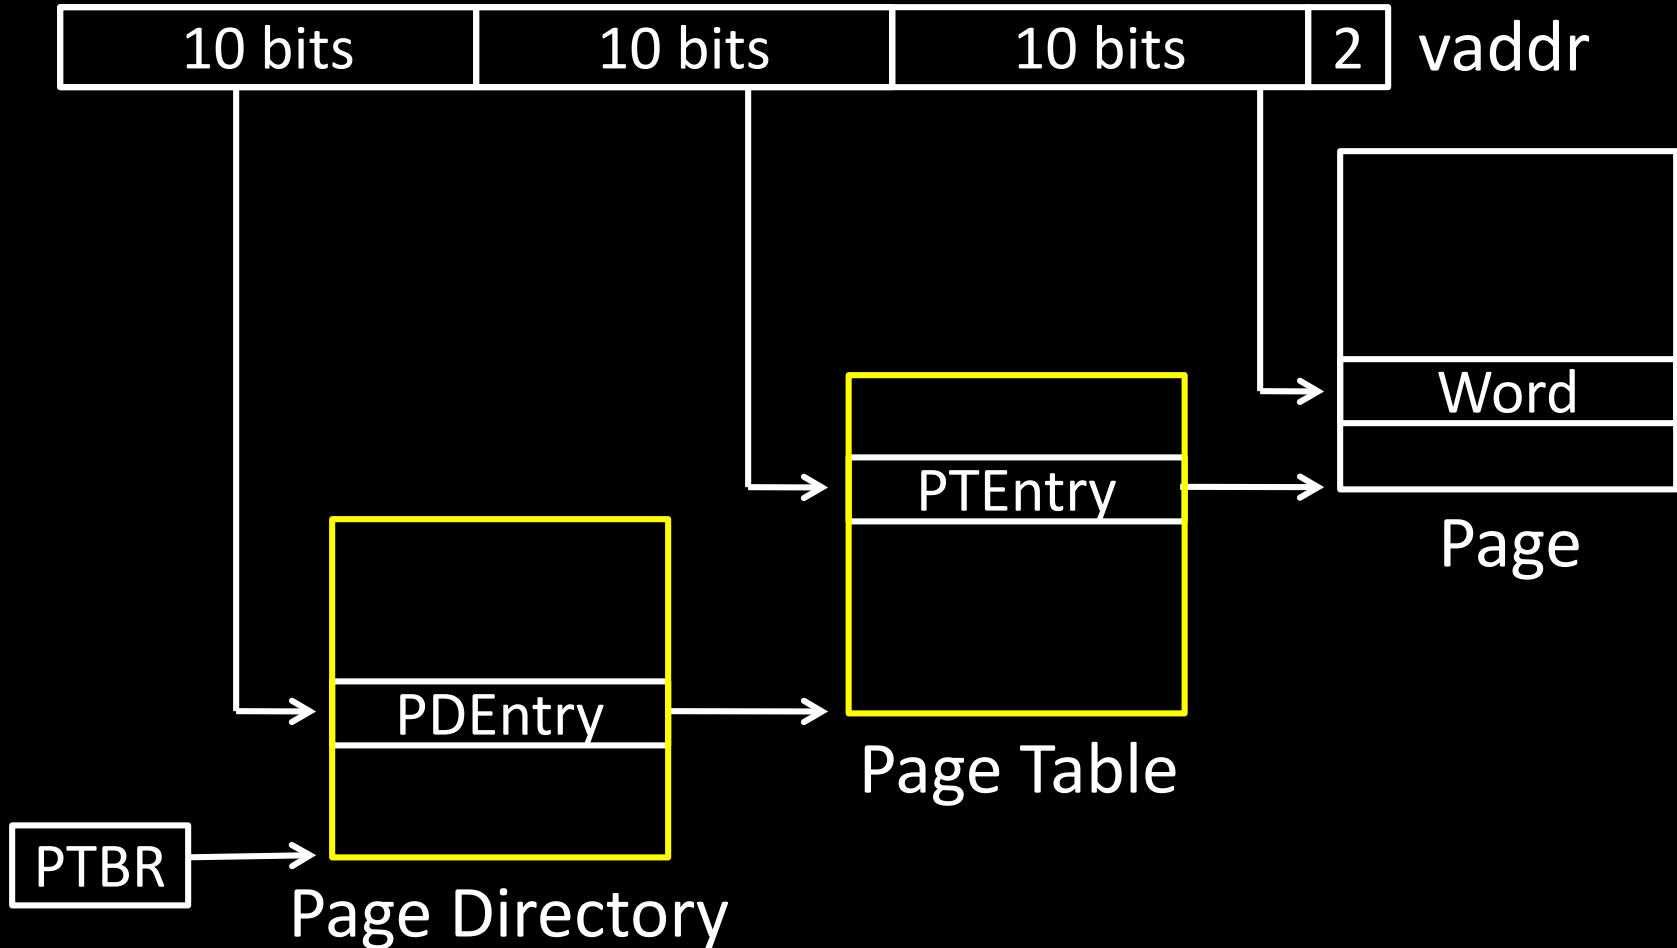 10 bits 10 bits 10 bits 2 vaddr
Word
PTEntry
Page
PDEntry
Page Table
PTBR
Page Directory